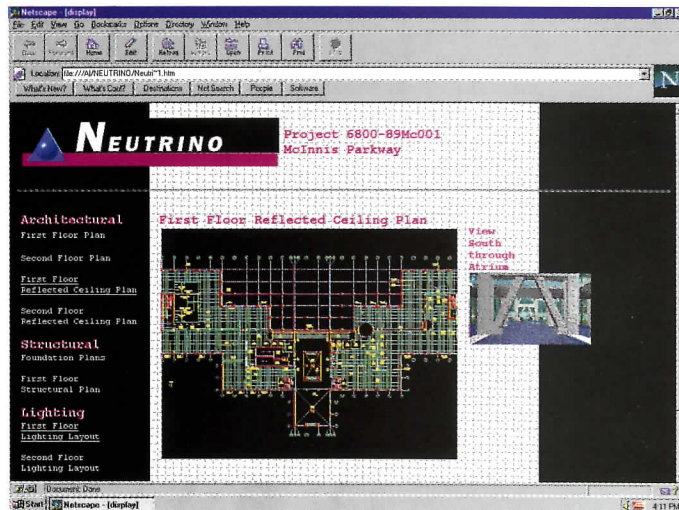 Netscape - [display]
File Edit View Go Bookmarks Options Directory Window Help
Home Edit Reload Open Print Find
Location: file:///A|/NEUTRINO/Neutri~1.htm
What's New? What's Cool? Destinations Net Search People Software
NEUTRINO
Project 6800-89Mc001
McInnis Parkway
Architectural
First Floor Plan
Second Floor Plan
First Floor
Reflected Ceiling Plan
Second Floor
Reflected Ceiling Plan
Structural
Foundation Plans
First Floor
Structural Plan
Lighting
First Floor
Lighting Layout
Second Floor
Lighting Layout
First Floor Reflected Ceiling Plan
View
South
through
Atrium
Document: Done
Start Netscape - [display] 4:11 PM